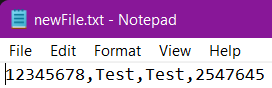 newFile.txt - Notepad
File Edit Format View Help
12345678,Test,Test,2547645